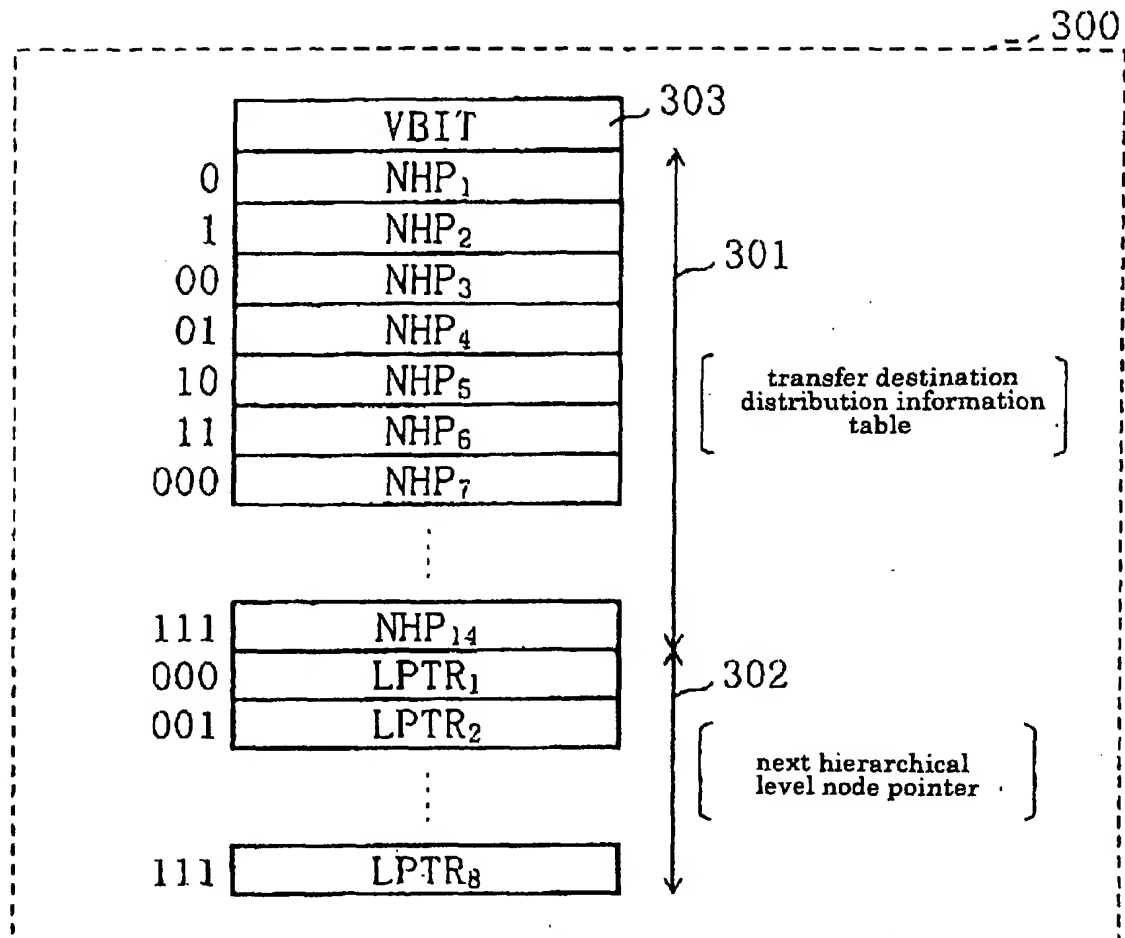 300
VBIT 303
0 NHP₁
1 NHP₂
00 NHP₃
301
01 NHP₄
10 NHP₅
11 NHP₆
000 NHP₇
transfer destination
distribution information
table
111 NHP₁₄
000 LPTR₁
302
001 LPTR₂
next hierarchical
level node pointer
111 LPTR₈